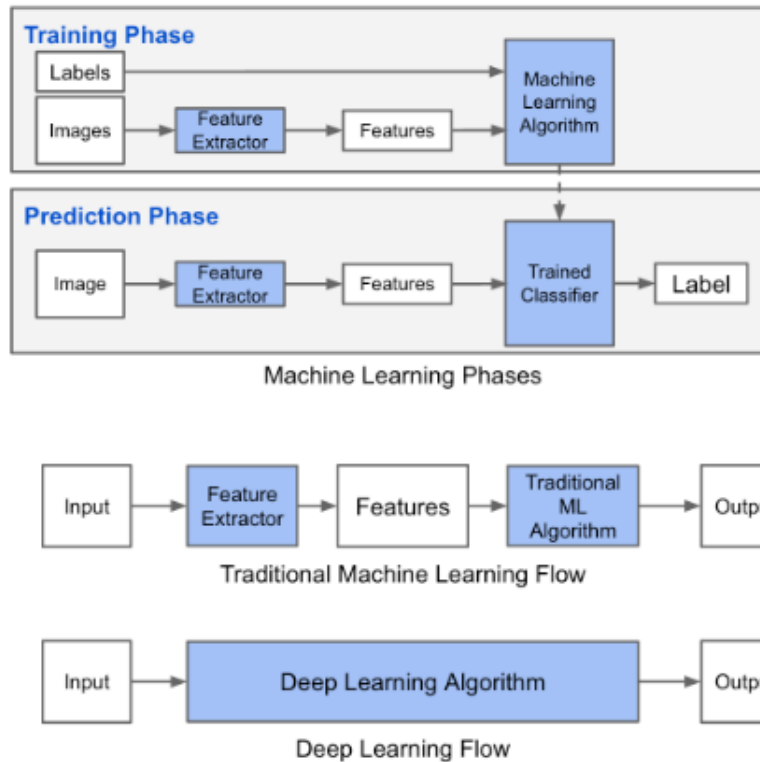 Training Phase
Labels
Images
Feature
Extractor
Features
Machine
Learning
Algorithm
Prediction Phase
Image
Feature
Extractor
Features
Trained
Classifier
Label
Machine Learning Phases
Input
Feature
Extractor
Features
Traditional
ML
Algorithm
Outp
Traditional Machine Learning Flow
Input
Deep Learning Algorithm
Outp
Deep Learning Flow